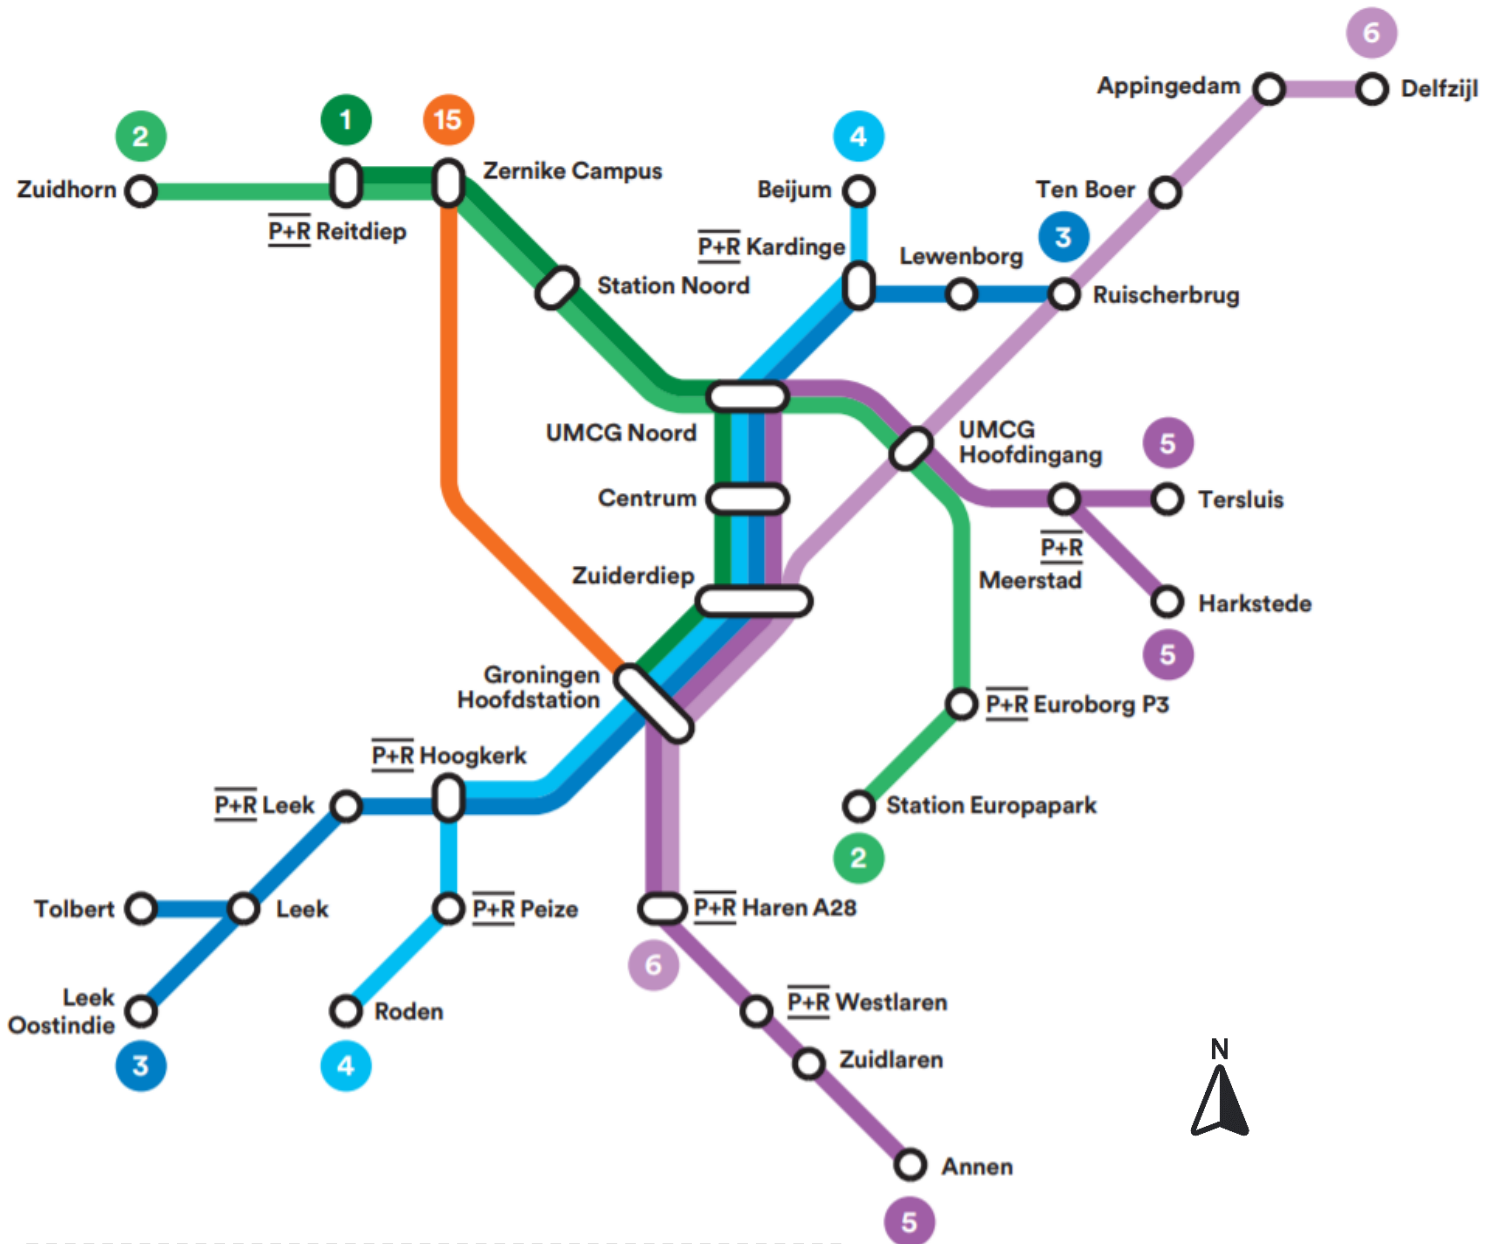 6
Appingedam
Delfzijl
2
1
15
4
Zernike Campus
Zuidhorn
Beijum
Ten Boer
P+R Reitdiep
3
P+R Kardinge
Lewenborg
Station Noord
Ruischerbrug
UMCG Noord
UMCG
Hoofdingang
5
Centrum
Tersluis
P+R
Meerstad
Zuiderdiep
Harkstede
5
Groningen
Hoofdstation
P+R Euroborg P3
P+R Hoogkerk
P+R Leek
Station Europapark
2
Tolbert
Leek
P+R Peize
P+R Haren A28
6
Leek
Oostindie
Roden
P+R Westlaren
3
4
Zuidlaren
N
Annen
5